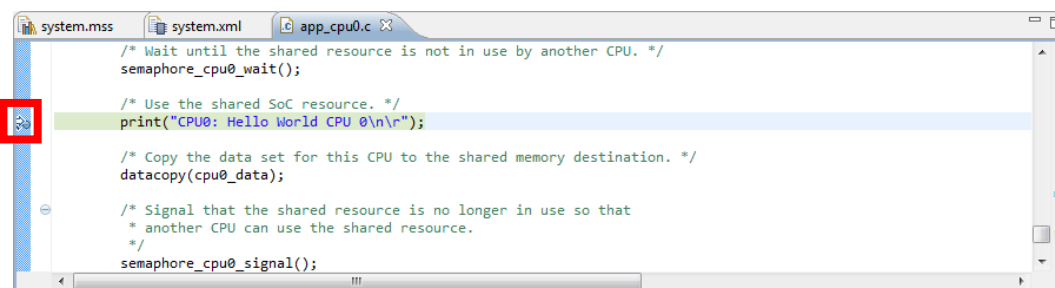 system.mss system.xml app_cpu0.c
/* Wait until the shared resource is not in use by another CPU. */
semaphore_cpu0_wait();
/* Use the shared SoC resource. */
print("CPU0: Hello World CPU 0\n\r");
/* Copy the data set for this CPU to the shared memory destination. */
datacopy(cpu0_data);
/* Signal that the shared resource is no longer in use so that
* another CPU can use the shared resource.
*/
semaphore_cpu0_signal();